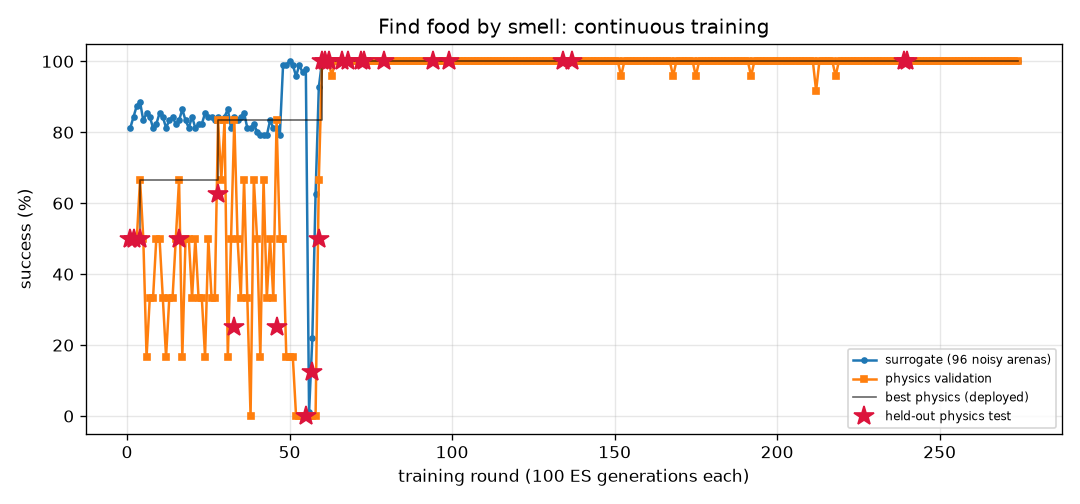 Find food by smell: continuous training
success (%)
100
80
60
40
20
0
0 50 100 150 200 250
training round (100 ES generations each)
surrogate (96 noisy arenas)
physics validation
best physics (deployed)
held-out physics test